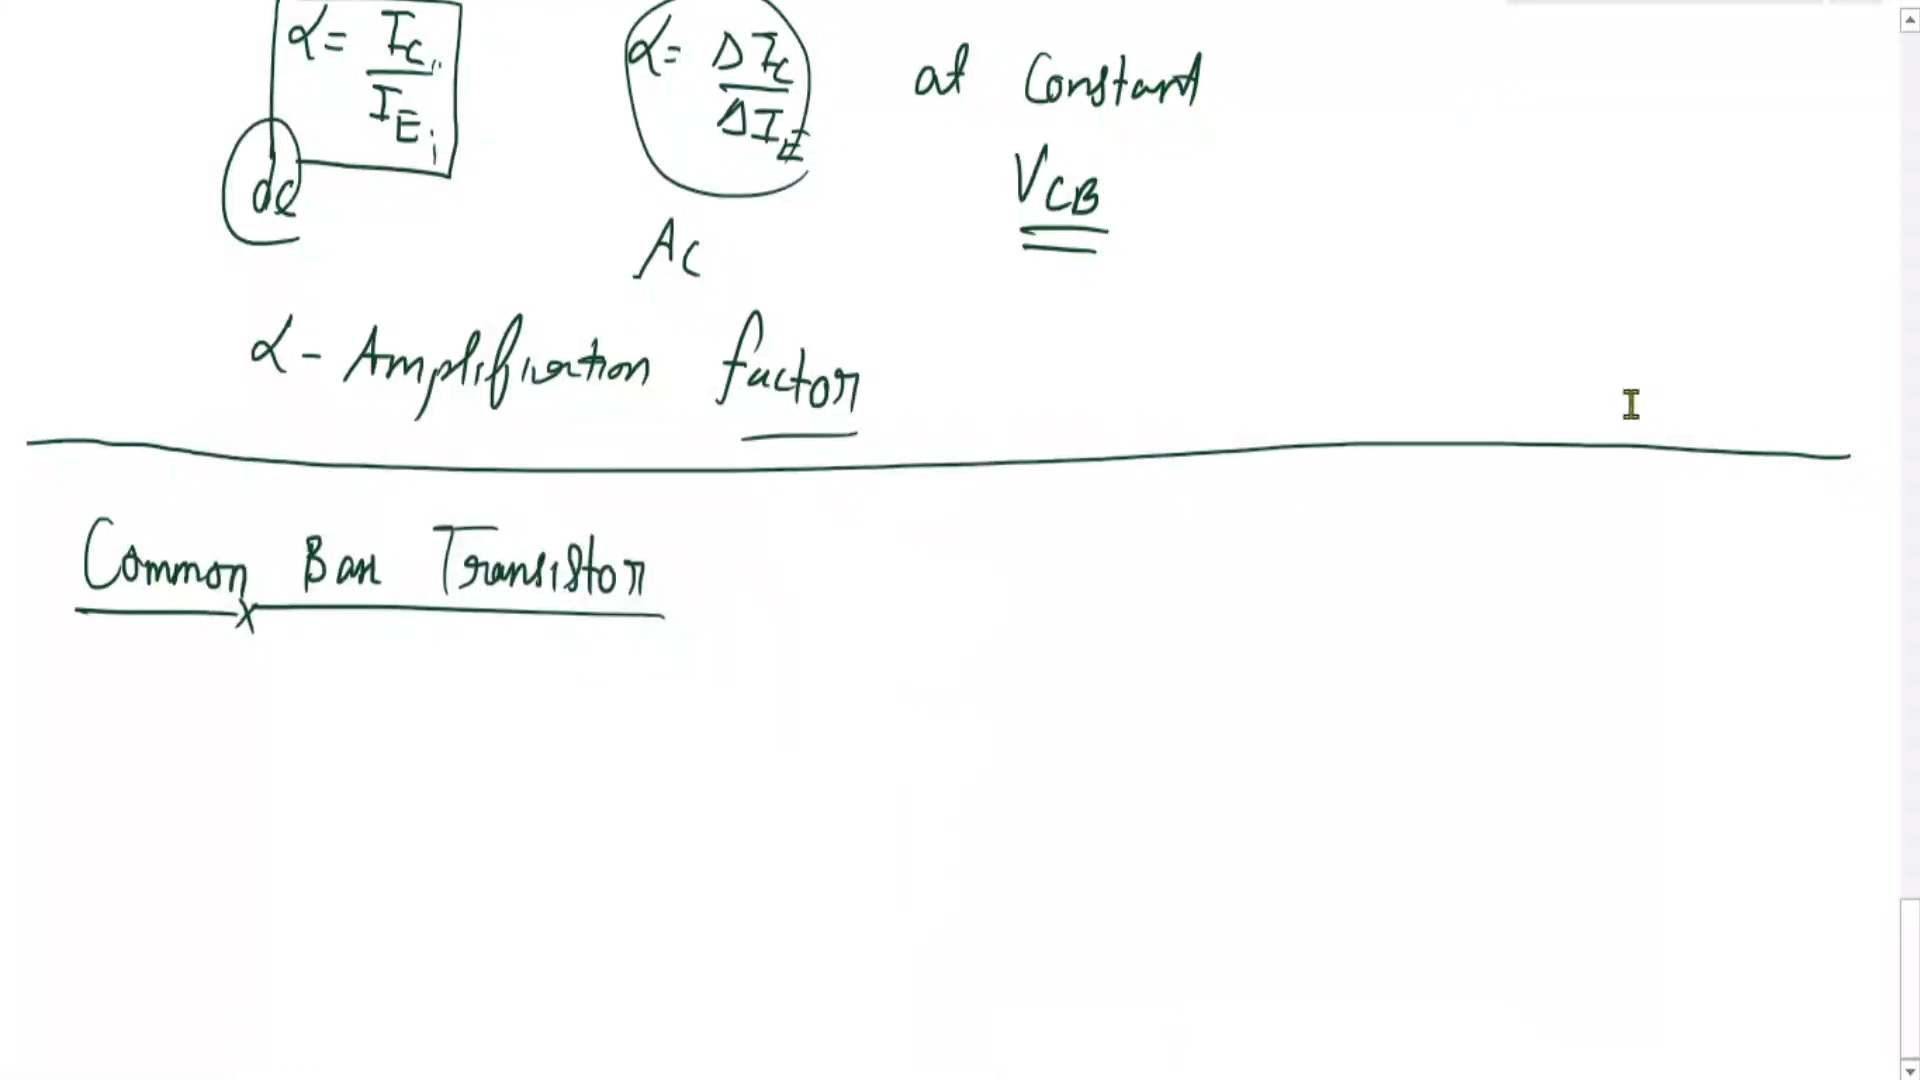 α = I_C / I_E    α = ΔI_C / ΔI_E    at Constant
dc    V_CB
AC
α - Amplification factor
Common Base Transistor